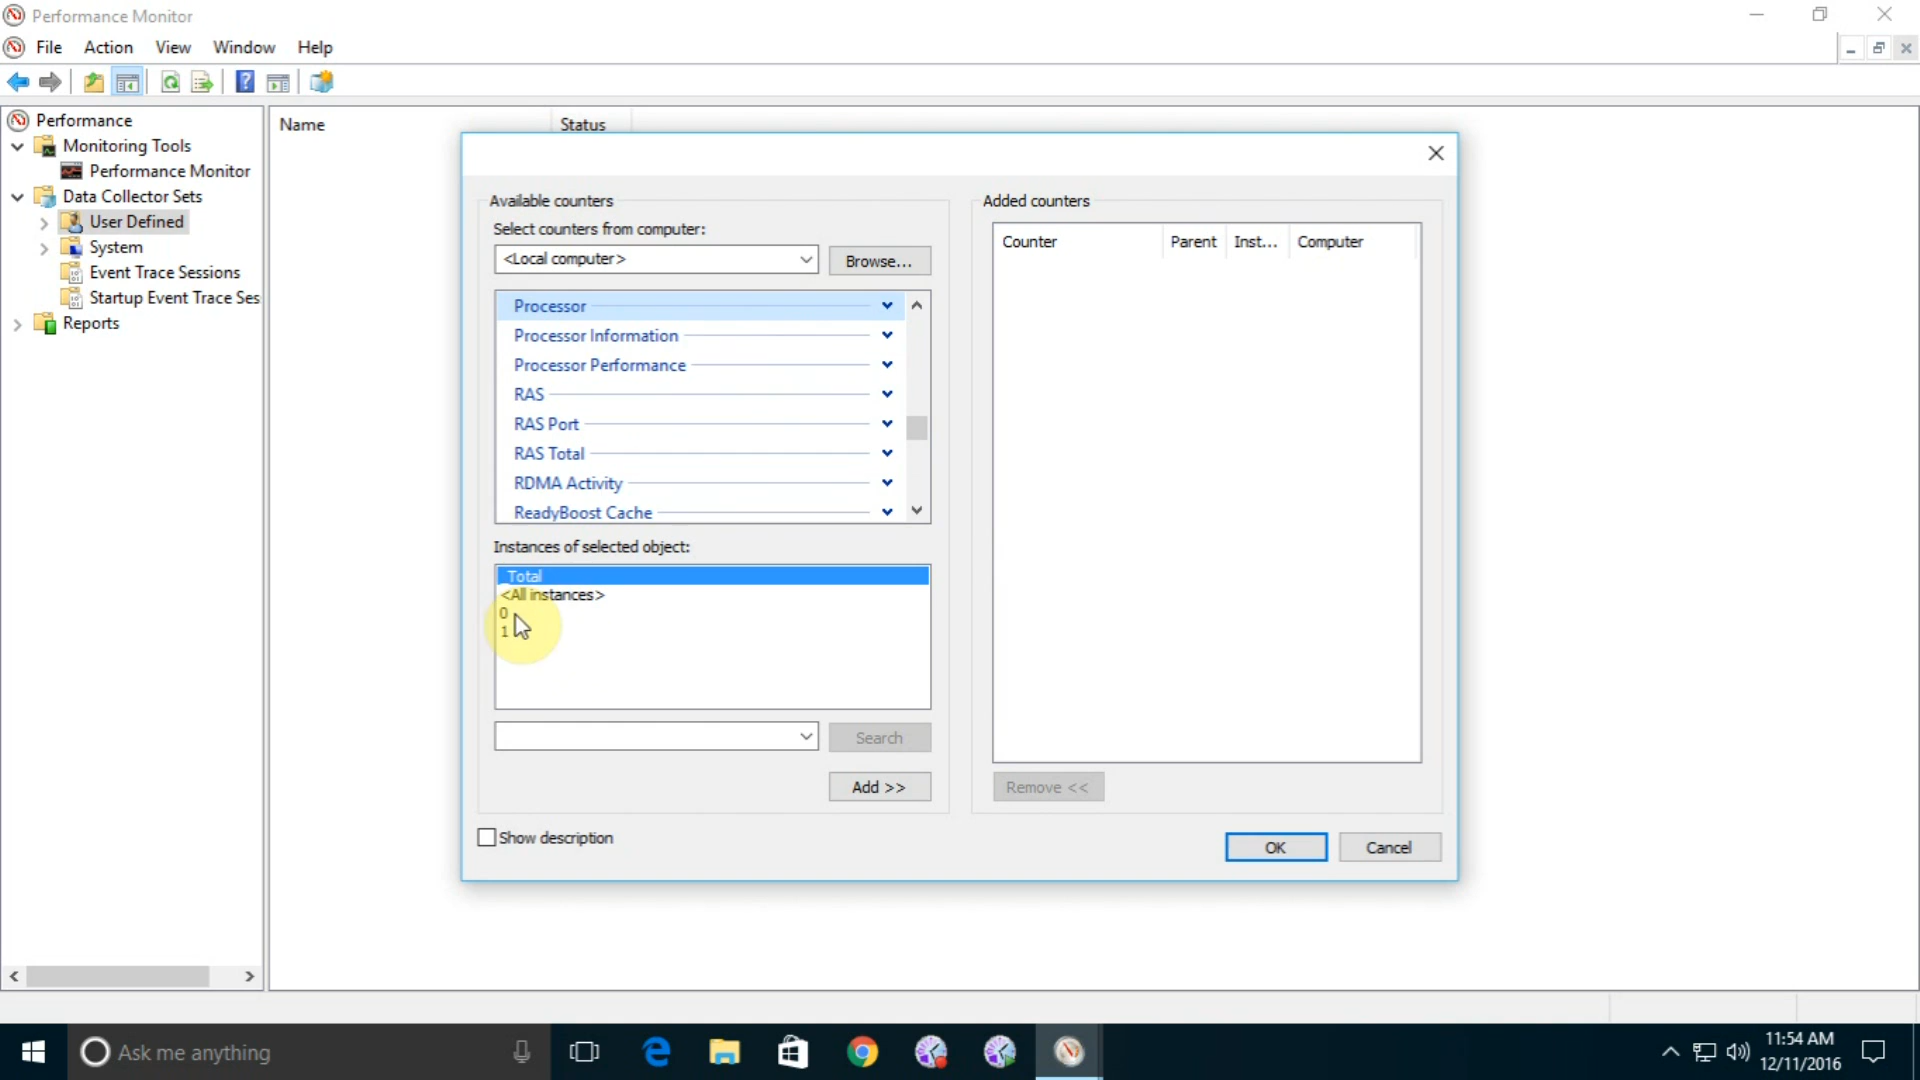 Performance Monitor
File Action View Window Help
Performance
Monitoring Tools
Performance Monitor
Data Collector Sets
User Defined
System
Event Trace Sessions
Startup Event Trace Ses
Reports
Name Status
Available counters
Select counters from computer:
<Local computer>
Browse...
Processor
Processor Information
Processor Performance
RAS
RAS Port
RAS Total
RDMA Activity
ReadyBoost Cache
Instances of selected object:
_Total
<All instances>
0
1
Search
Add >>
Show description
Added counters
Counter Parent Inst... Computer
Remove <<
OK Cancel
Ask me anything
11:54 AM
12/11/2016